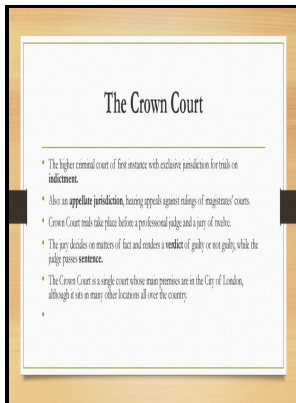 The Crown Court
• The higher criminal court of first instance with exclusive jurisdiction for trials on
indictment.
• Also an appellate jurisdiction, hearing appeals against rulings of magistrates' courts.
• Crown Court trials take place before a professional judge and a jury of twelve.
• The jury decides on matters of fact and renders a verdict of guilty or not guilty, while the
judge passes sentence.
• The Crown Court is a single court whose main premises are in the City of London,
although it sits in many other locations all over the country.
•